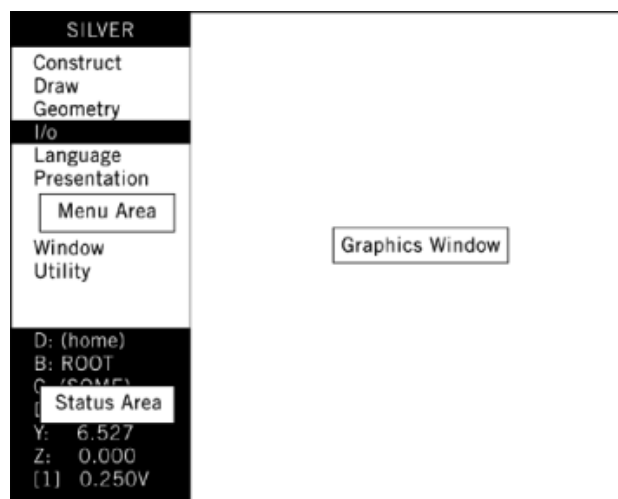 SILVER
Construct
Draw
Geometry
I/o
Language
Presentation
Menu Area
Window
Utility
Graphics Window
D: (home)
B: ROOT
Status Area
Y: 6.527
Z: 0.000
[1] 0.250V